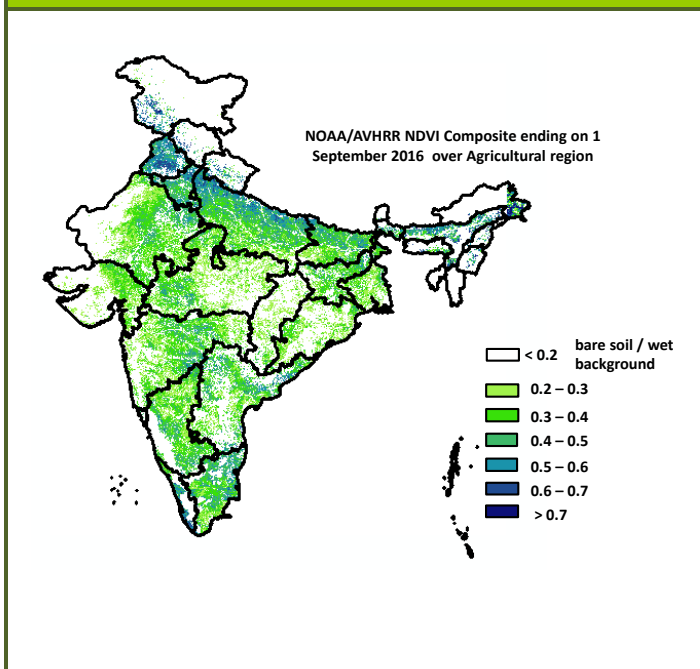 NOAA/AVHRR NDVI Composite ending on 1
September 2016 over Agricultural region
< 0.2 bare soil / wet
background
0.2 – 0.3
0.3 – 0.4
0.4 – 0.5
0.5 – 0.6
0.6 – 0.7
> 0.7